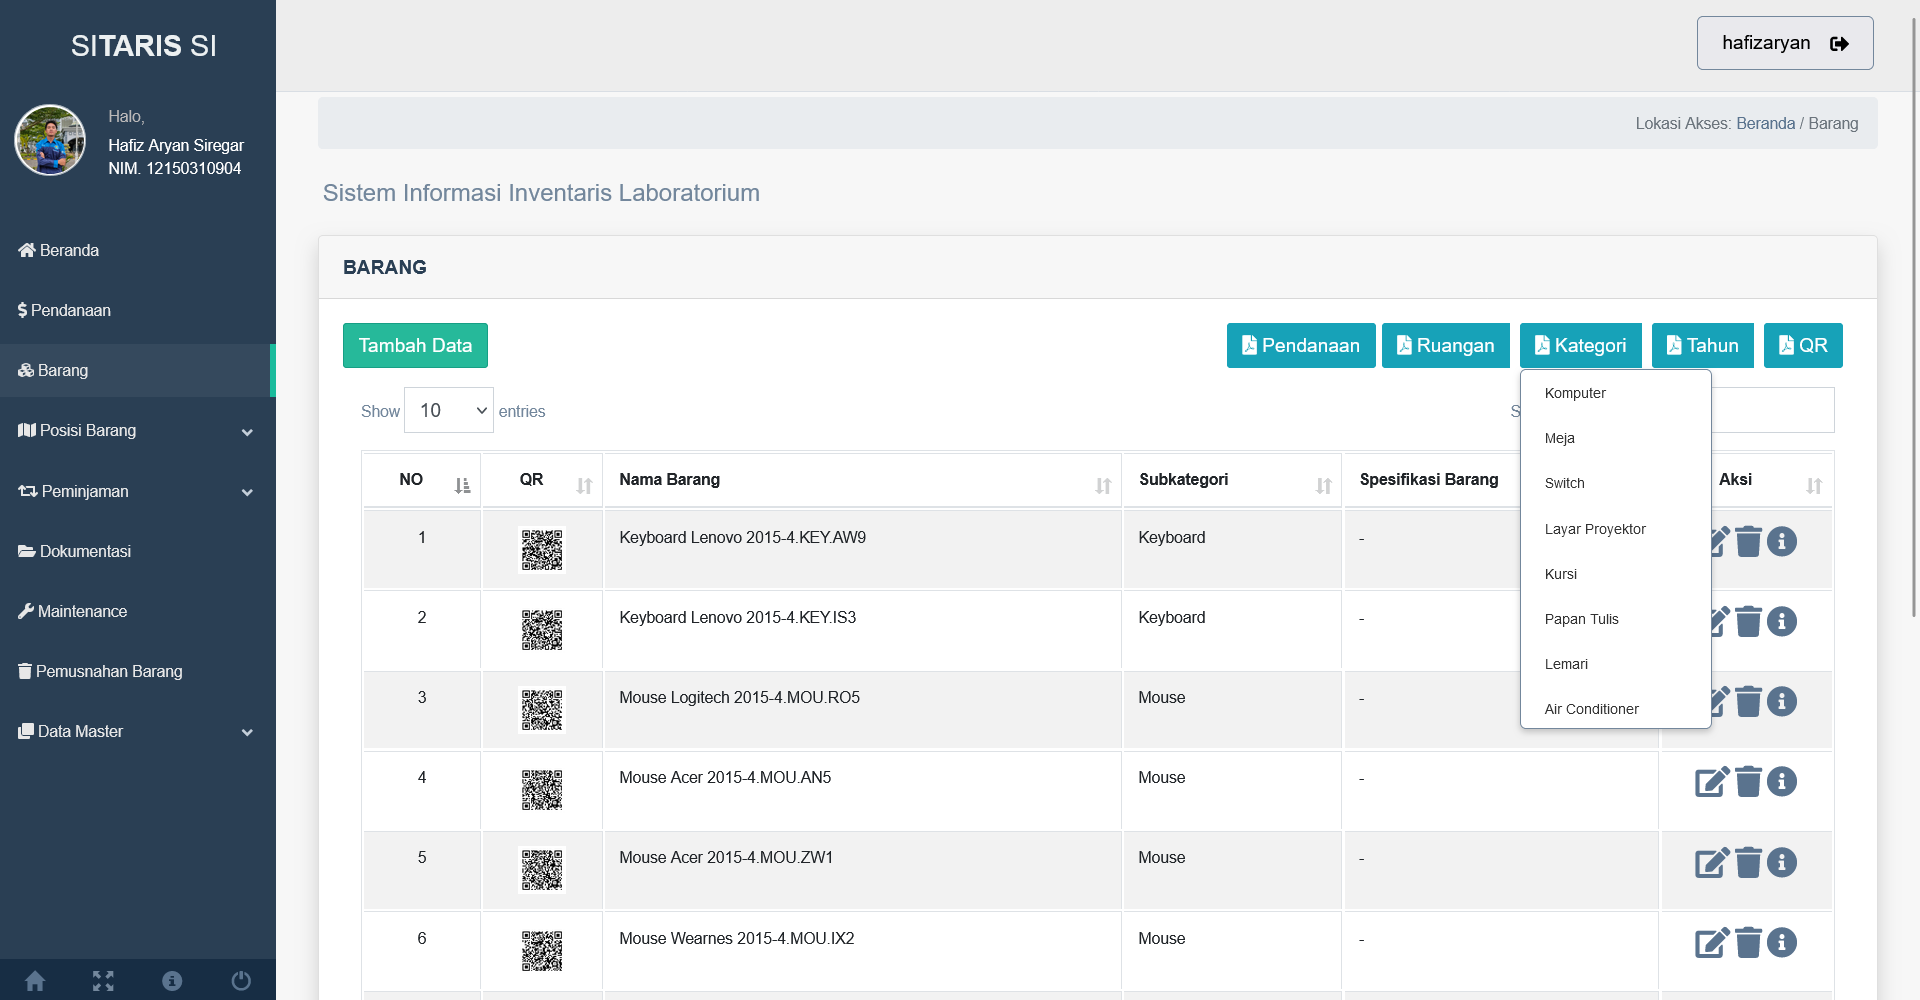 SITARIS SI
Halo,
Hafiz Aryan Siregar
NIM. 12150310904
Beranda
Pendanaan
Barang
Posisi Barang
Peminjaman
Dokumentasi
Maintenance
Pemusnahan Barang
Data Master
hafizaryan
Lokasi Akses: Beranda / Barang
Sistem Informasi Inventaris Laboratorium
BARANG
Tambah Data
Pendanaan Ruangan Kategori Tahun QR
Komputer
Meja
Switch
Layar Proyektor
Kursi
Papan Tulis
Lemari
Air Conditioner
Show 10 entries S
NO QR Nama Barang Subkategori Spesifikasi Barang Aksi
1 Keyboard Lenovo 2015-4.KEY.AW9 Keyboard -
2 Keyboard Lenovo 2015-4.KEY.IS3 Keyboard -
3 Mouse Logitech 2015-4.MOU.RO5 Mouse -
4 Mouse Acer 2015-4.MOU.AN5 Mouse -
5 Mouse Acer 2015-4.MOU.ZW1 Mouse -
6 Mouse Wearnes 2015-4.MOU.IX2 Mouse -